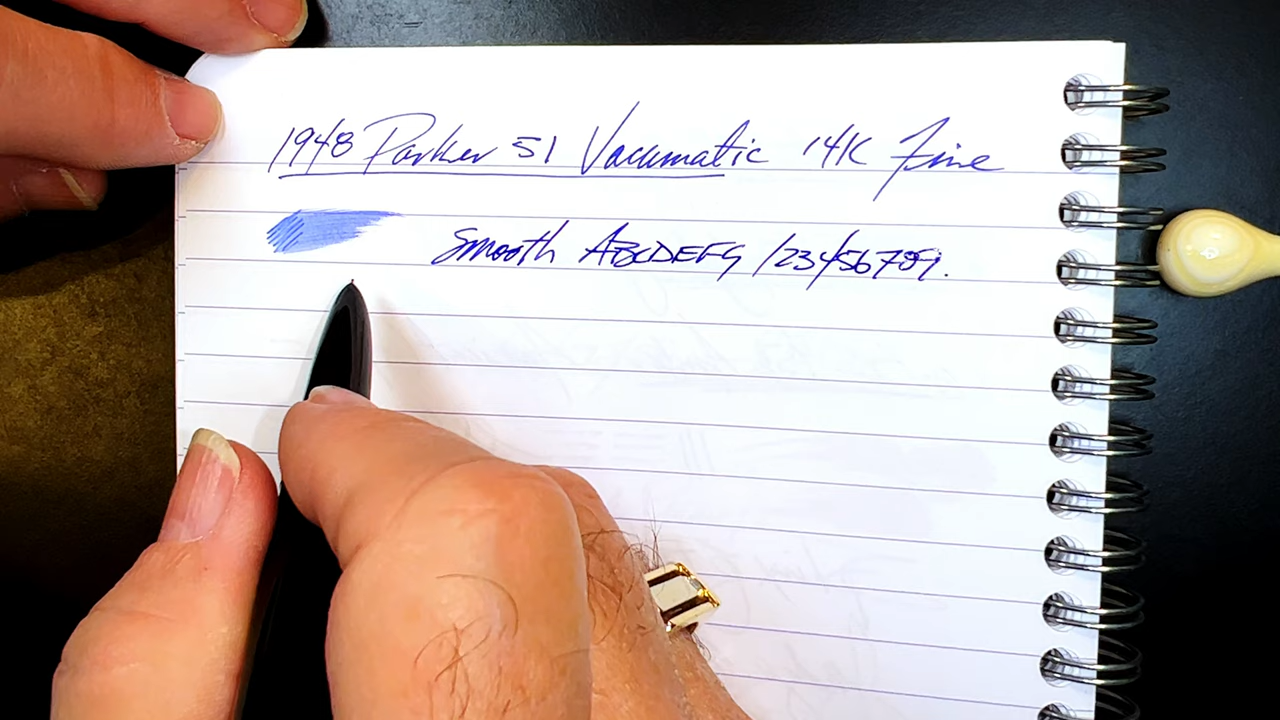 1948 Parker 51 Vacumatic 14K Fine
Smooth ABCDEFG 123456789.